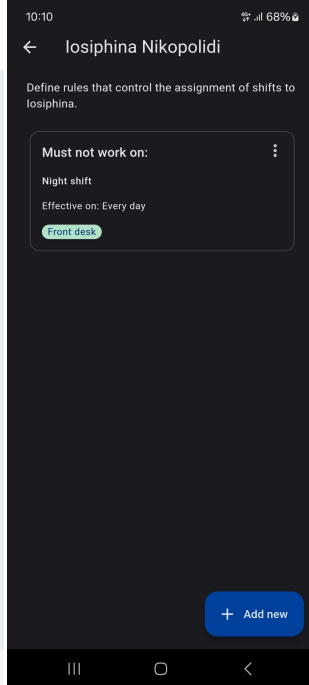 10:10
4G+ 68%
Iosiphina Nikopolidi
Define rules that control the assignment of shifts to
Iosiphina.
Must not work on:
Night shift
Effective on: Every day
Front desk
+ Add new